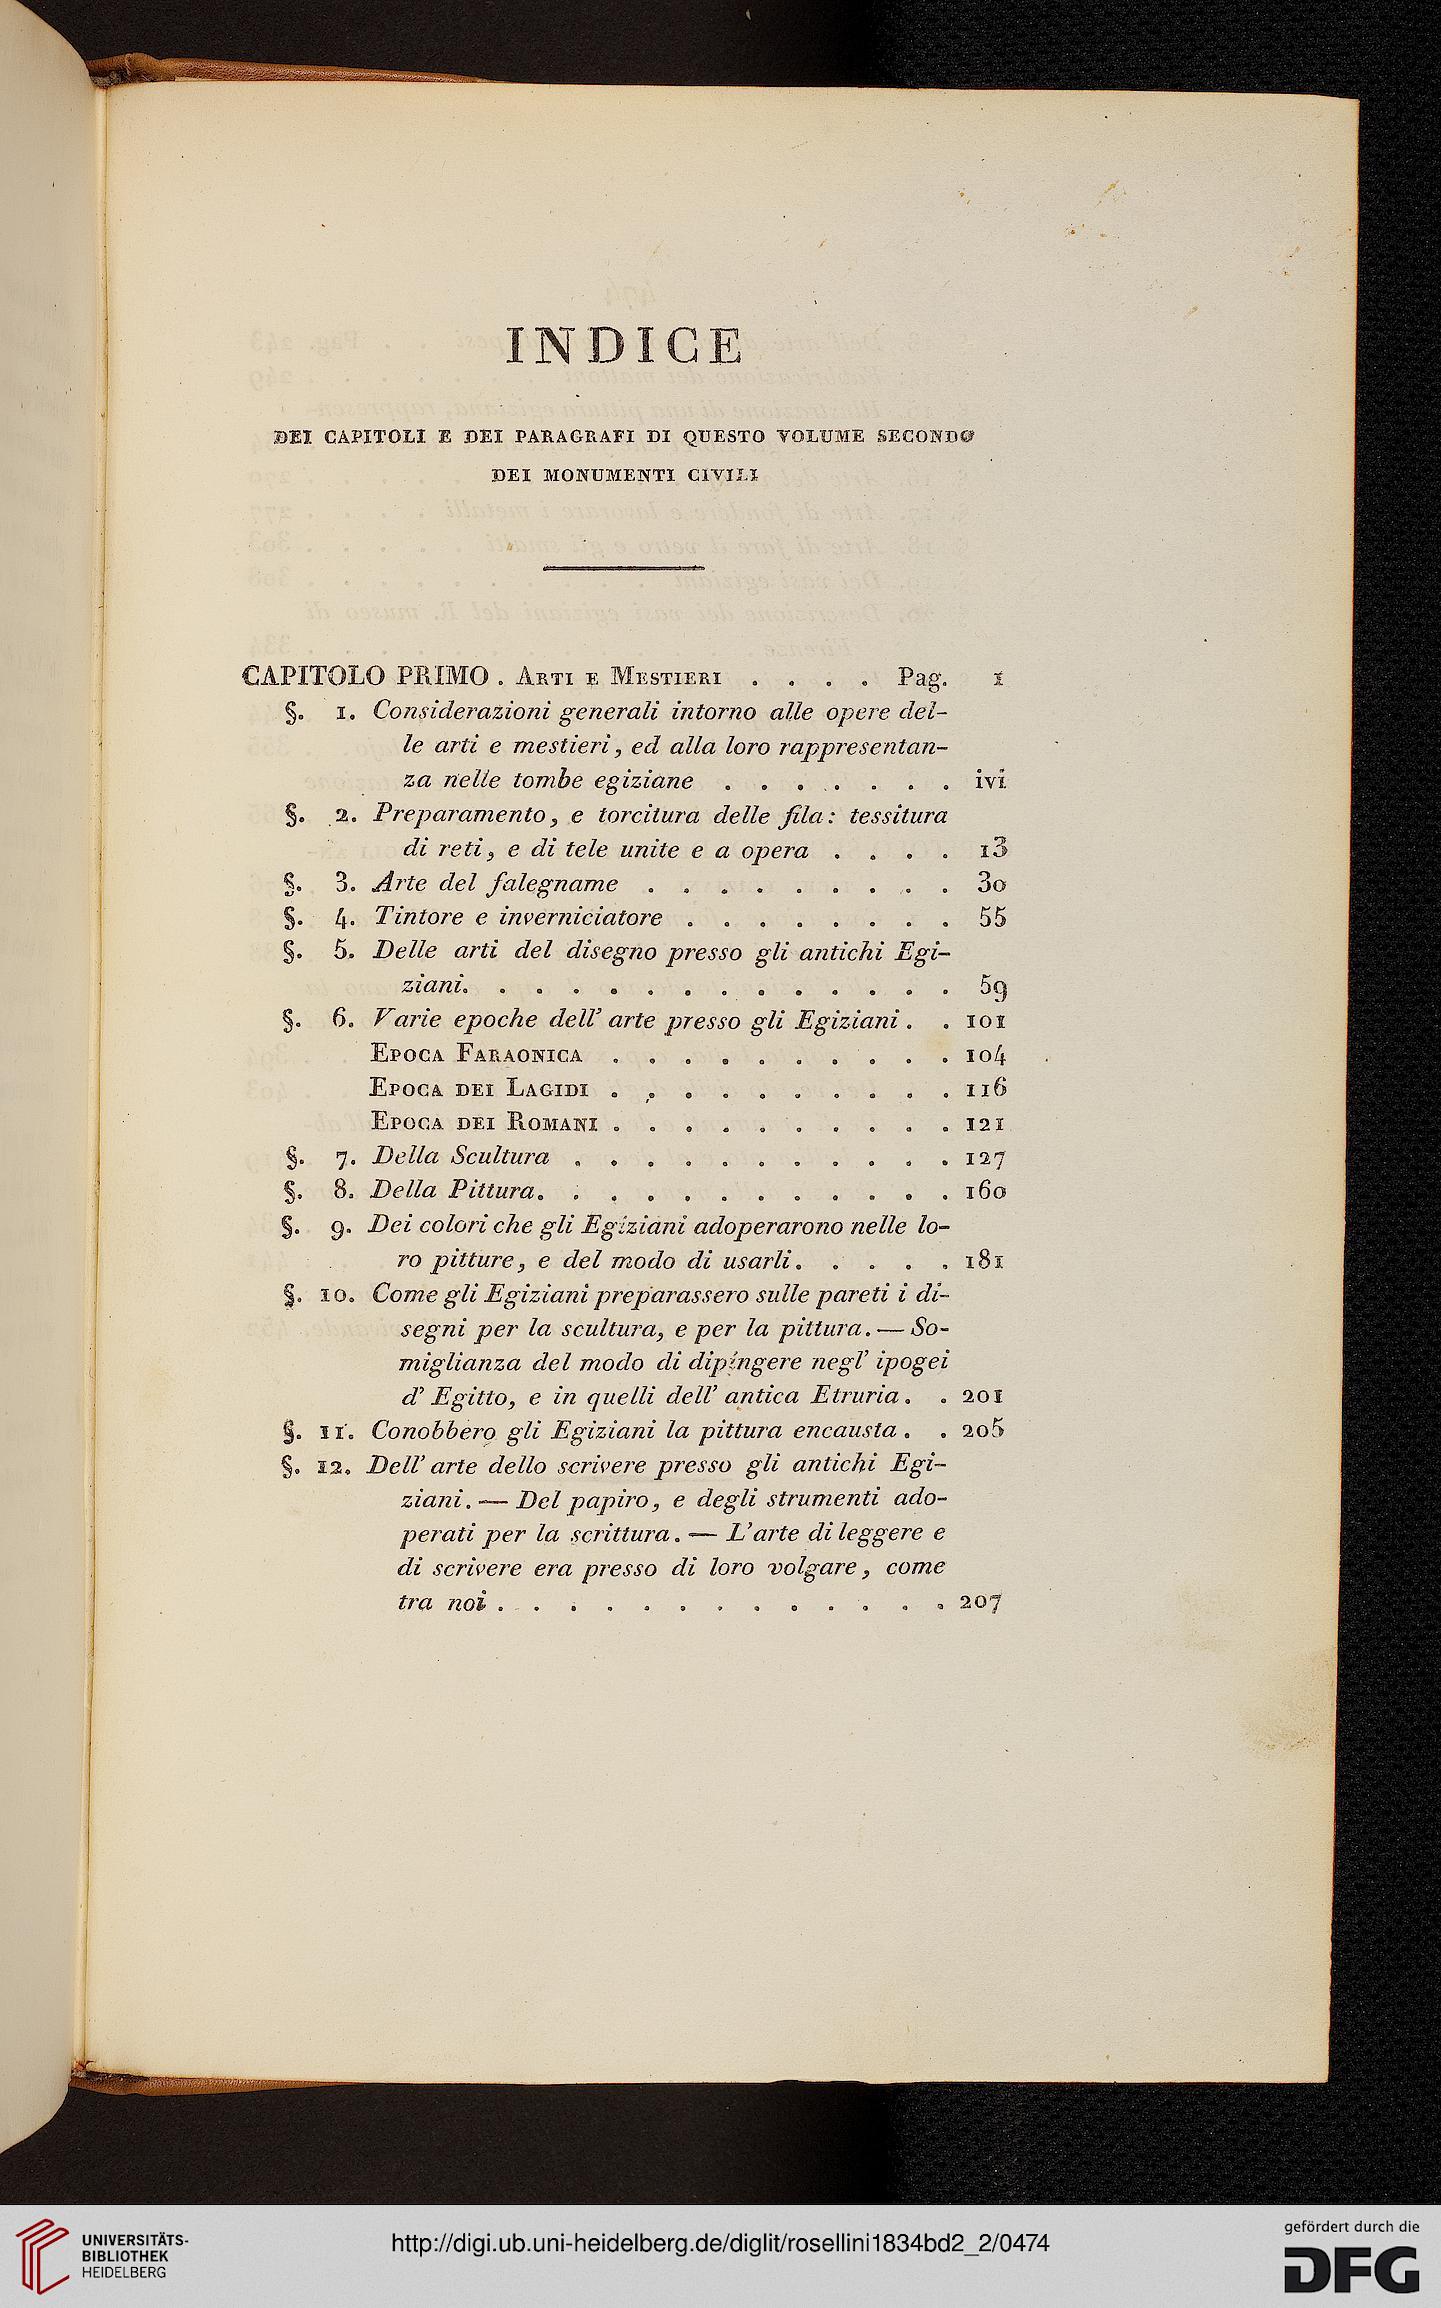 INDICE
DEI CAPITOLI E DEI PARAGRAFI DI QUESTO VOLUME SECONDO
DEI MONUMENTI CIVILI
CAPITOLO PRIMO . ARTI E MESTIERI . . . . Pag. 1
§. 1. Considerazioni generali intorno alle opere del-
le arti e mestieri, ed alla loro rappresentan-
za nelle tombe egiziane . . . . . . . ivi
§. 2. Preparamento, e torcitura delle fila: tessitura
di reti, e di tele unite e a opera . . . . 13
§. 3. Arte del falegname . . . . . . . . . 30
§. 4. Tintore e inverniciatore . . . . . . . . 55
§. 5. Delle arti del disegno presso gli antichi Egi-
ziani. . . . . . . . . . . . . . 59
§. 6. Varie epoche dell' arte presso gli Egiziani . . 101
EPOCA FARAONICA . . . . . . . . . . 104
EPOCA DEI LAGIDI . . . . . . . . . . 116
EPOCA DEI ROMANI . . . . . . . . . . 121
§. 7. Della Scultura . . . . . . . . . . . 127
§. 8. Della Pittura. . . . . . . . . . . . 160
§. 9. Dei colori che gli Egiziani adoperarono nelle lo-
ro pitture, e del modo di usarli. . . . . 181
§. 10. Come gli Egiziani preparassero sulle pareti i di-
segni per la scultura, e per la pittura. — So-
miglianza del modo di dipingere negl' ipogei
d' Egitto, e in quelli dell' antica Etruria. . 201
§. 11. Conobbero gli Egiziani la pittura encausta . . 205
§. 12. Dell' arte dello scrivere presso gli antichi Egi-
ziani. — Del papiro, e degli strumenti ado-
perati per la scrittura. — L'arte di leggere e
di scrivere era presso di loro volgare, come
tra noi . . . . . . . . . . . . . 207
UNIVERSITÄTS-
BIBLIOTHEK
HEIDELBERG
http://digi.ub.uni-heidelberg.de/diglit/rosellini1834bd2_2/0474
gefördert durch die
DFG